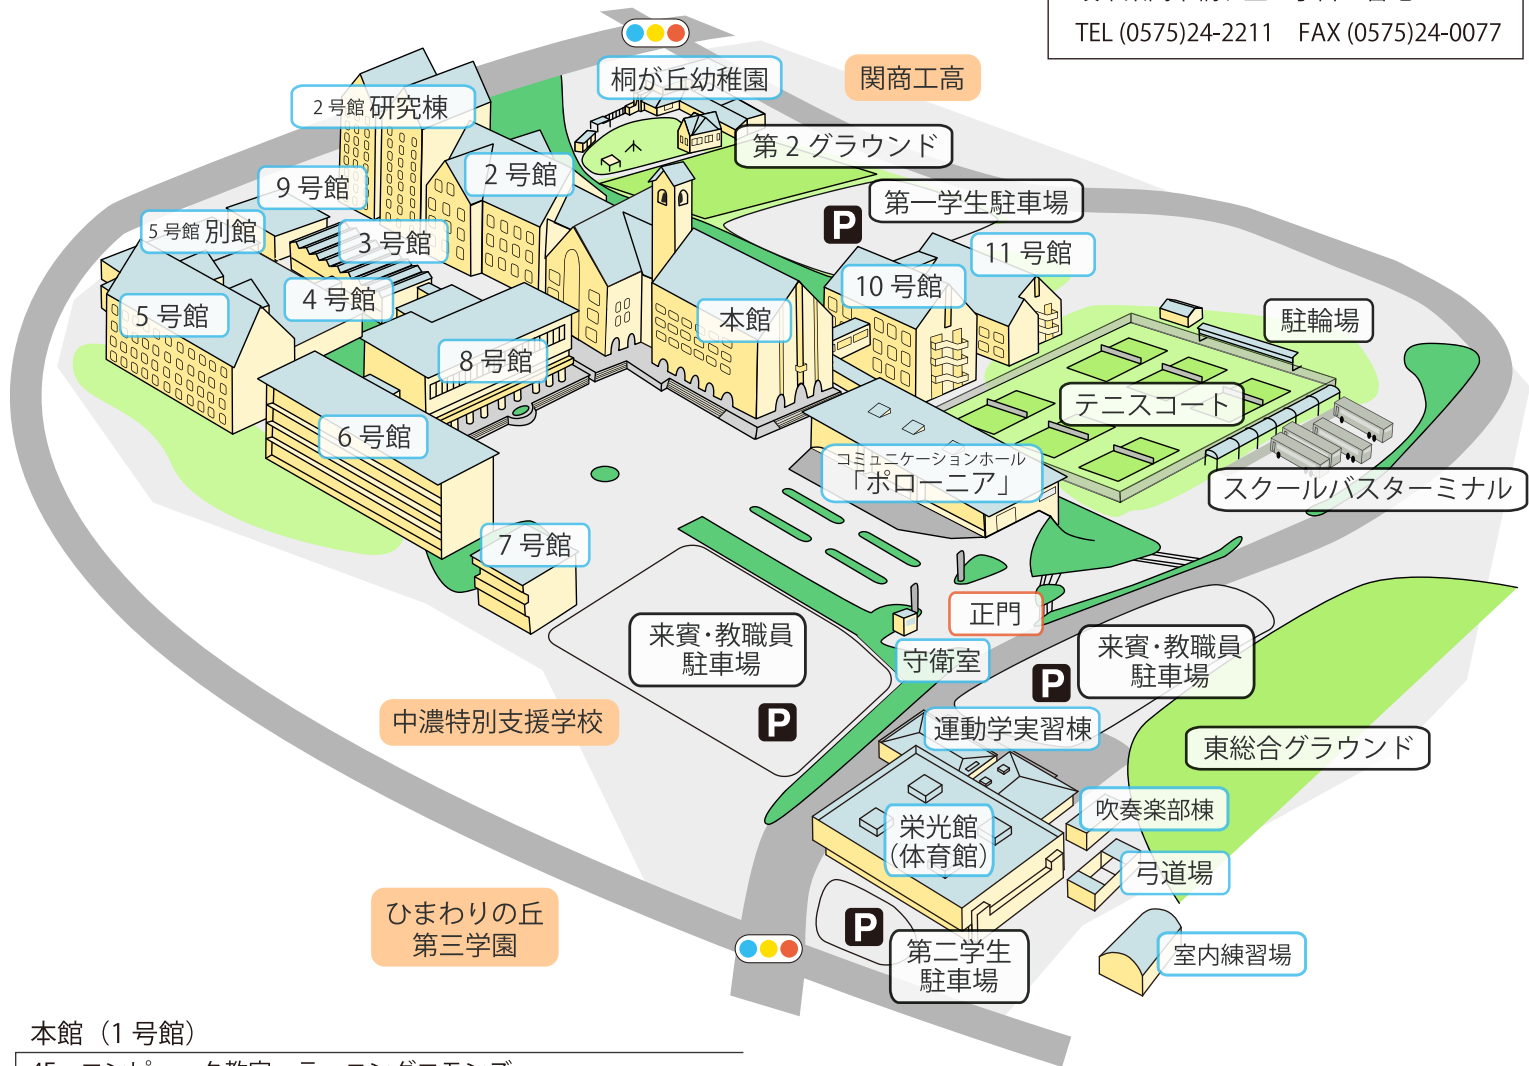 TEL (0575)24-2211 FAX (0575)24-0077
桐が丘幼稚園
関商工高
2号館 研究棟
第2グラウンド
2号館
9号館
第一学生駐車場
P
5号館 別館
3号館
11号館
10号館
4号館
5号館
本館
駐輪場
8号館
テニスコート
6号館
コミュニケーションホール
「ポローニア」
スクールバスターミナル
7号館
正門
来賓・教職員
駐車場
P
守衛室
来賓・教職員
駐車場
P
中濃特別支援学校
運動学実習棟
東総合グラウンド
吹奏楽部棟
栄光館
(体育館)
弓道場
ひまわりの丘
第三学園
P
第二学生
駐車場
室内練習場
本館（1号館）